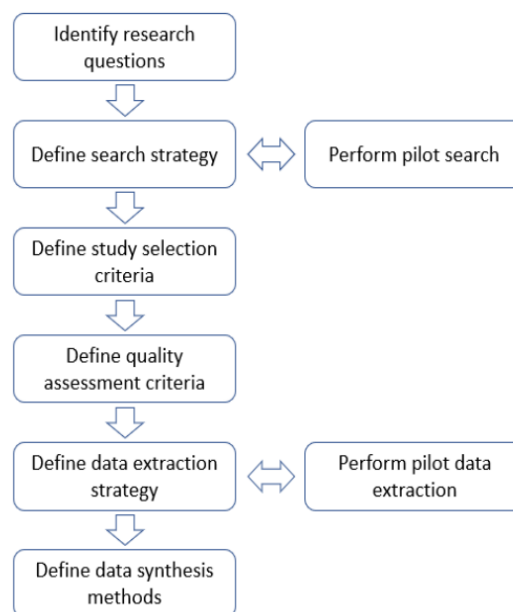 Identify research
questions
Define search strategy
Perform pilot search
Define study selection
criteria
Define quality
assessment criteria
Define data extraction
strategy
Perform pilot data
extraction
Define data synthesis
methods